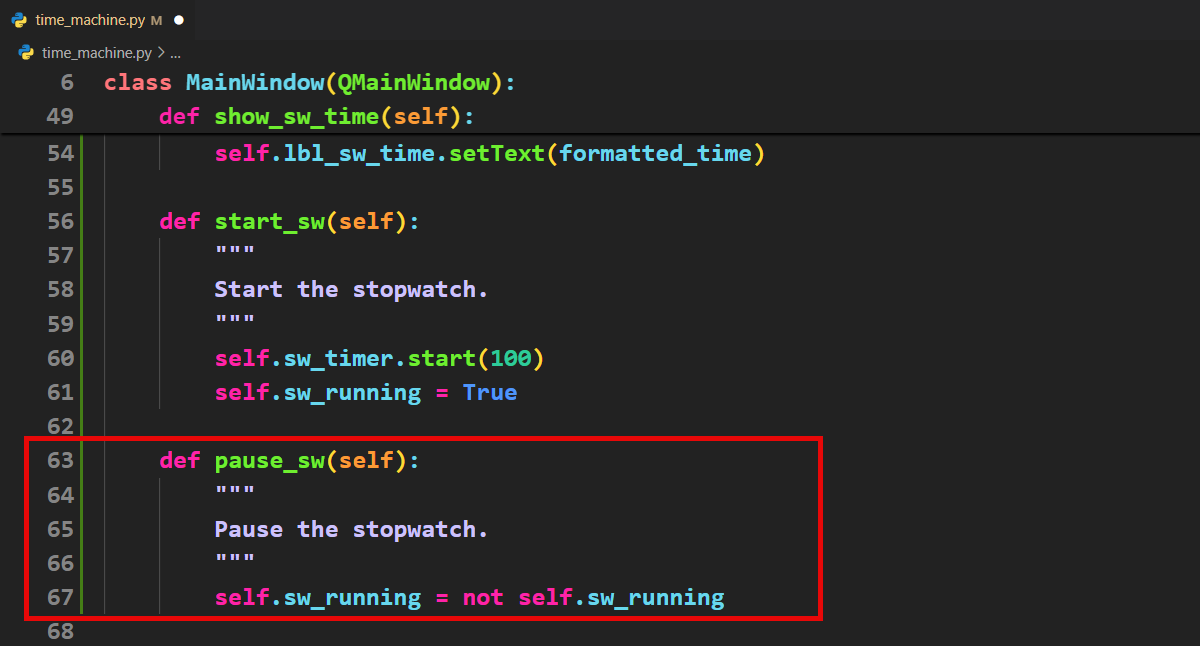 time_machine.py M ●
time_machine.py > ...
6 class MainWindow(QMainWindow):
49     def show_sw_time(self):
54         self.lbl_sw_time.setText(formatted_time)
55
56     def start_sw(self):
57         """
58         Start the stopwatch.
59         """
60         self.sw_timer.start(100)
61         self.sw_running = True
62
63     def pause_sw(self):
64         """
65         Pause the stopwatch.
66         """
67         self.sw_running = not self.sw_running
68